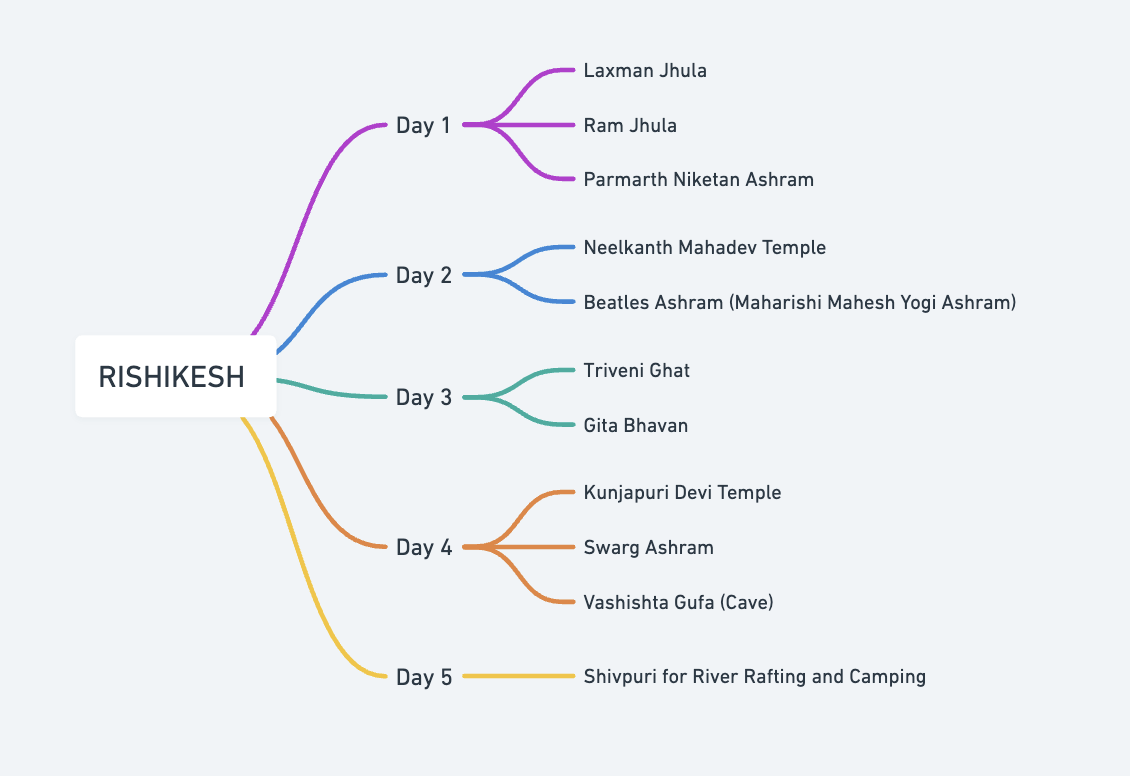 RISHIKESH
Day 1
Laxman Jhula
Ram Jhula
Parmarth Niketan Ashram
Day 2
Neelkanth Mahadev Temple
Beatles Ashram (Maharishi Mahesh Yogi Ashram)
Day 3
Triveni Ghat
Gita Bhavan
Day 4
Kunjapuri Devi Temple
Swarg Ashram
Vashishta Gufa (Cave)
Day 5
Shivpuri for River Rafting and Camping